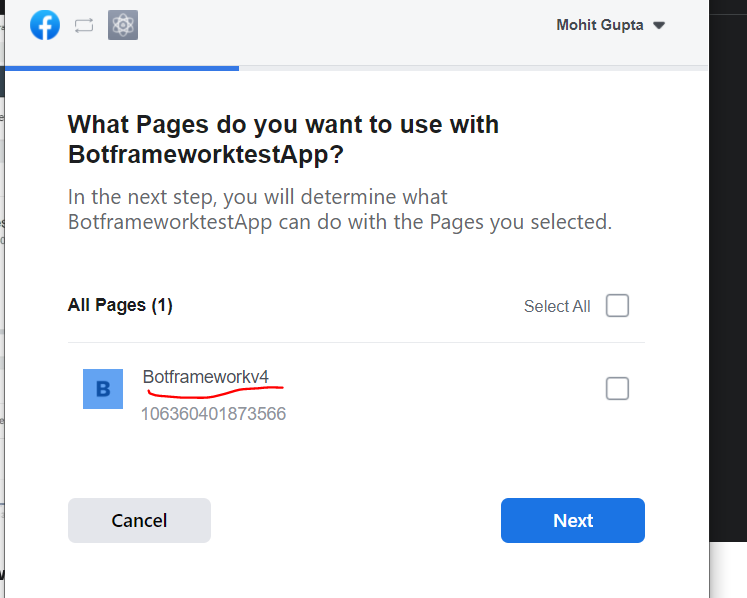 Mohit Gupta
What Pages do you want to use with
BotframeworktestApp?
In the next step, you will determine what
BotframeworktestApp can do with the Pages you selected.
All Pages (1)
Select All
B
Botframeworkv4
106360401873566
Cancel
Next